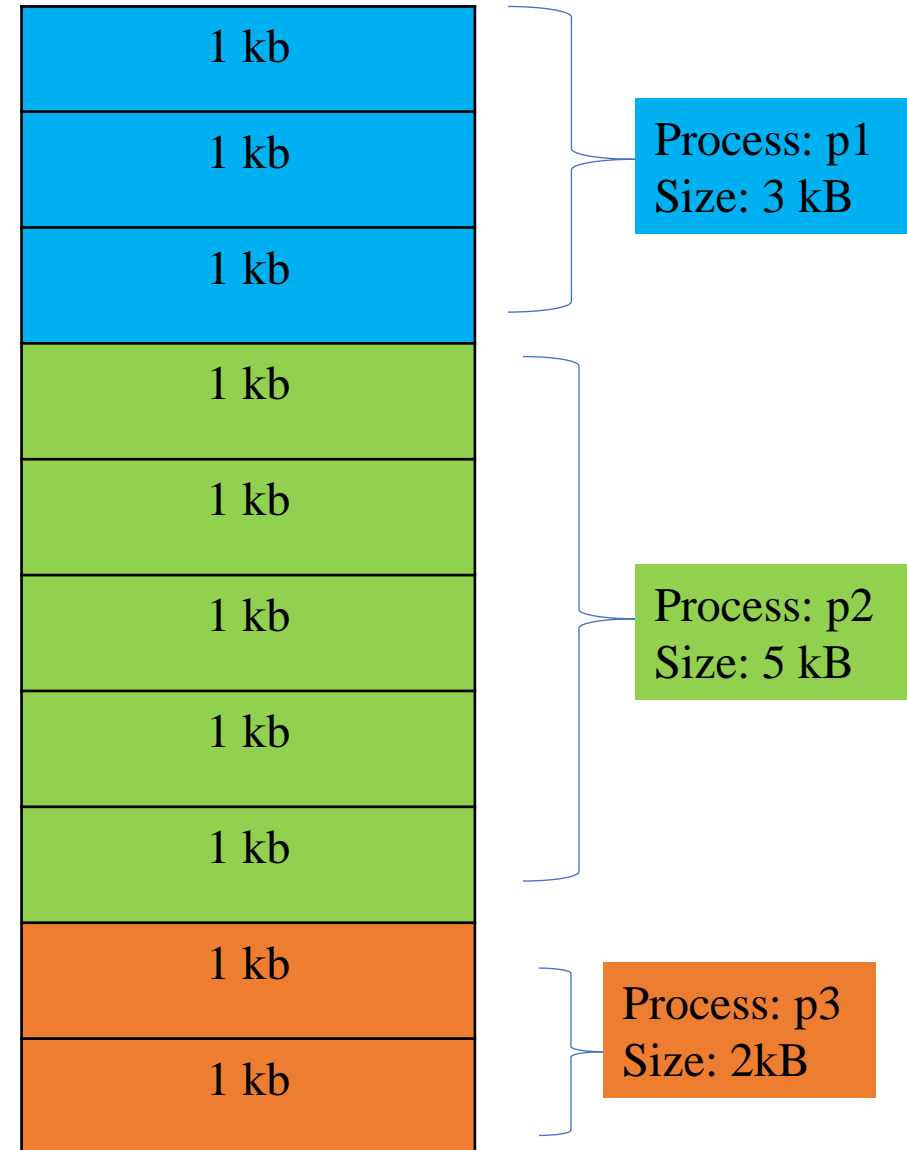 1 kb
1 kb
1 kb
Process: p1
Size: 3 kB
1 kb
1 kb
1 kb
1 kb
1 kb
Process: p2
Size: 5 kB
1 kb
1 kb
Process: p3
Size: 2kB